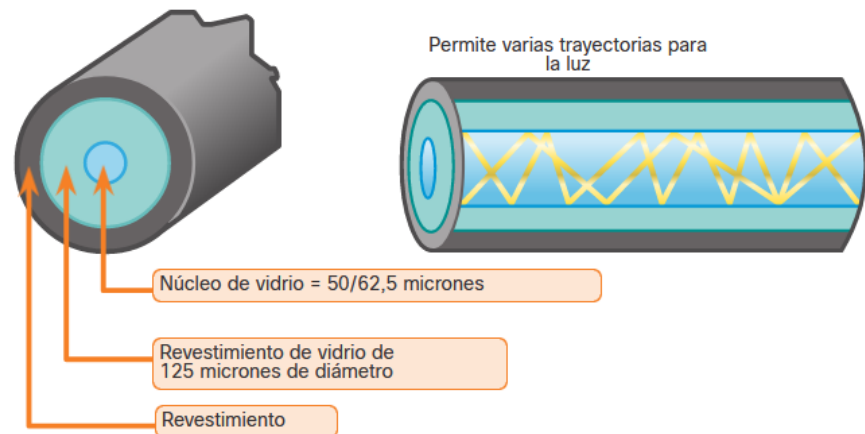 Permite varias trayectorias para
la luz
Núcleo de vidrio = 50/62,5 micrones
Revestimiento de vidrio de
125 micrones de diámetro
Revestimiento